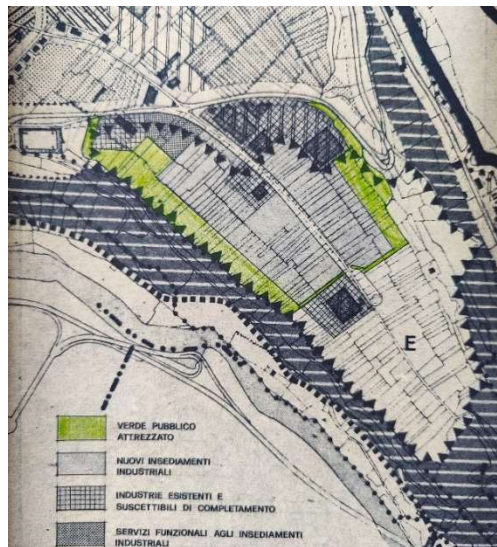 E
VERDE PUBBLICO
ATTREZZATO
NUOVI INSEDIAMENTI
INDUSTRIALI
INDUSTRIE ESISTENTI E
SUSCETTIBILI DI COMPLETAMENTO
SERVIZI FUNZIONALI AGLI INSEDIAMENTI
INDUSTRIALI